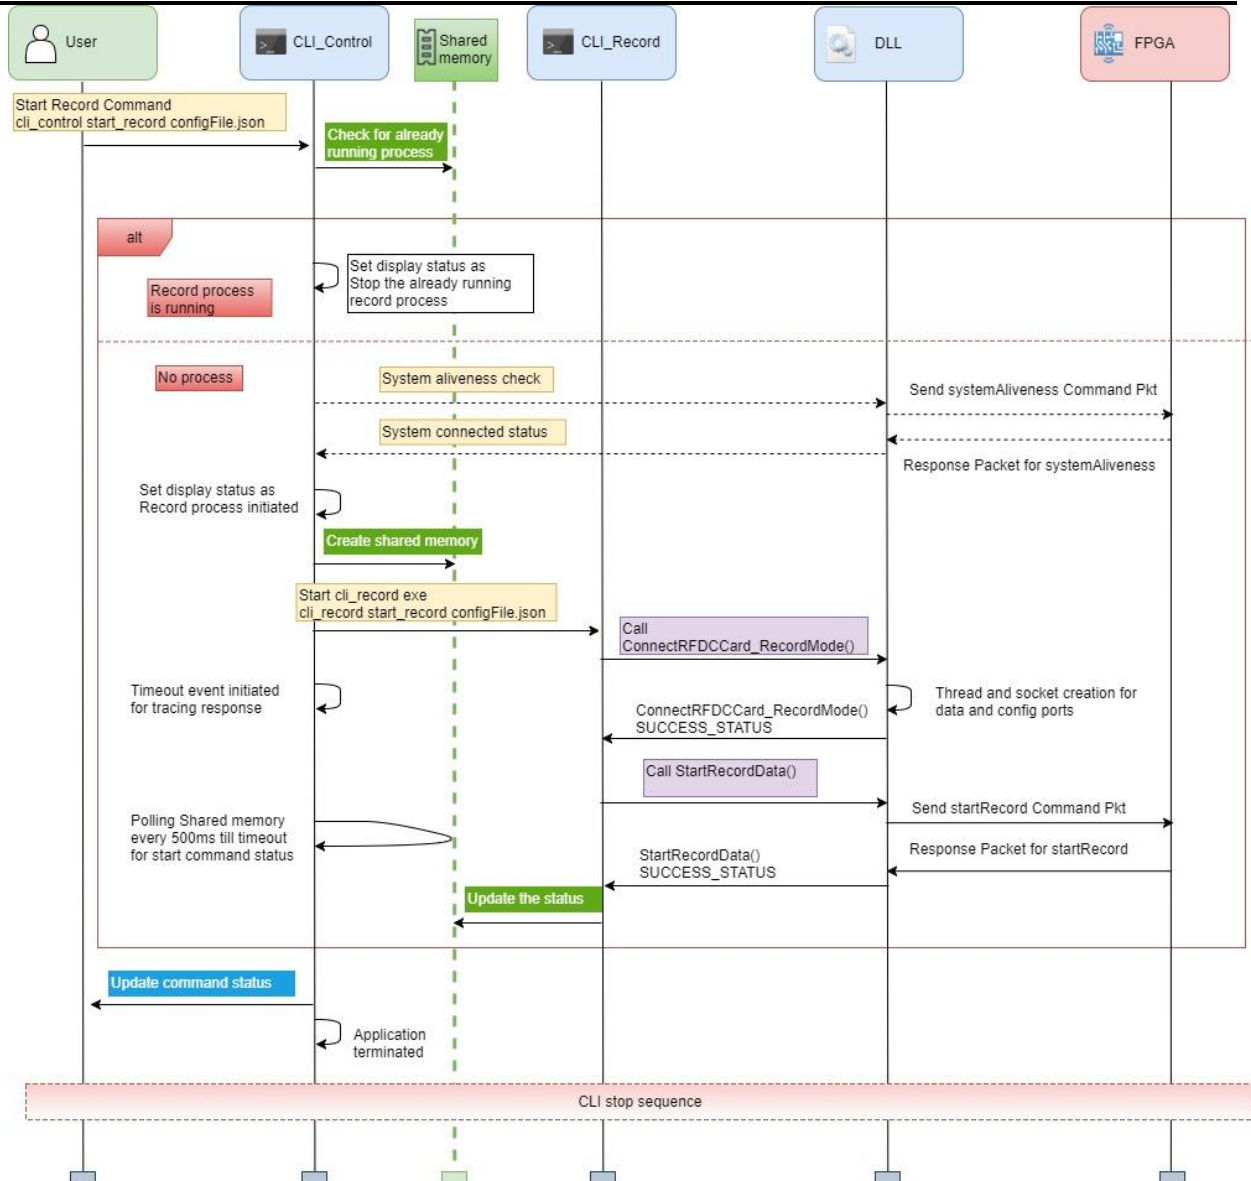 User
CLI_Control
Shared
memory
CLI_Record
DLL
FPGA
Start Record Command
cli_control start_record configFile.json
Check for already
running process
alt
Set display status as
Stop the already running
record process
Record process
is running
No process
System aliveness check
Send systemAliveness Command Pkt
System connected status
Response Packet for systemAliveness
Set display status as
Record process initiated
Create shared memory
Start cli_record exe
cli_record start_record configFile.json
Call
ConnectRFDCCard_RecordMode()
Timeout event initiated
for tracing response
Thread and socket creation for
data and config ports
ConnectRFDCCard_RecordMode()
SUCCESS_STATUS
Call StartRecordData()
Send startRecord Command Pkt
Polling Shared memory
every 500ms till timeout
for start command status
Response Packet for startRecord
StartRecordData()
SUCCESS_STATUS
Update the status
Update command status
Application
terminated
CLI stop sequence